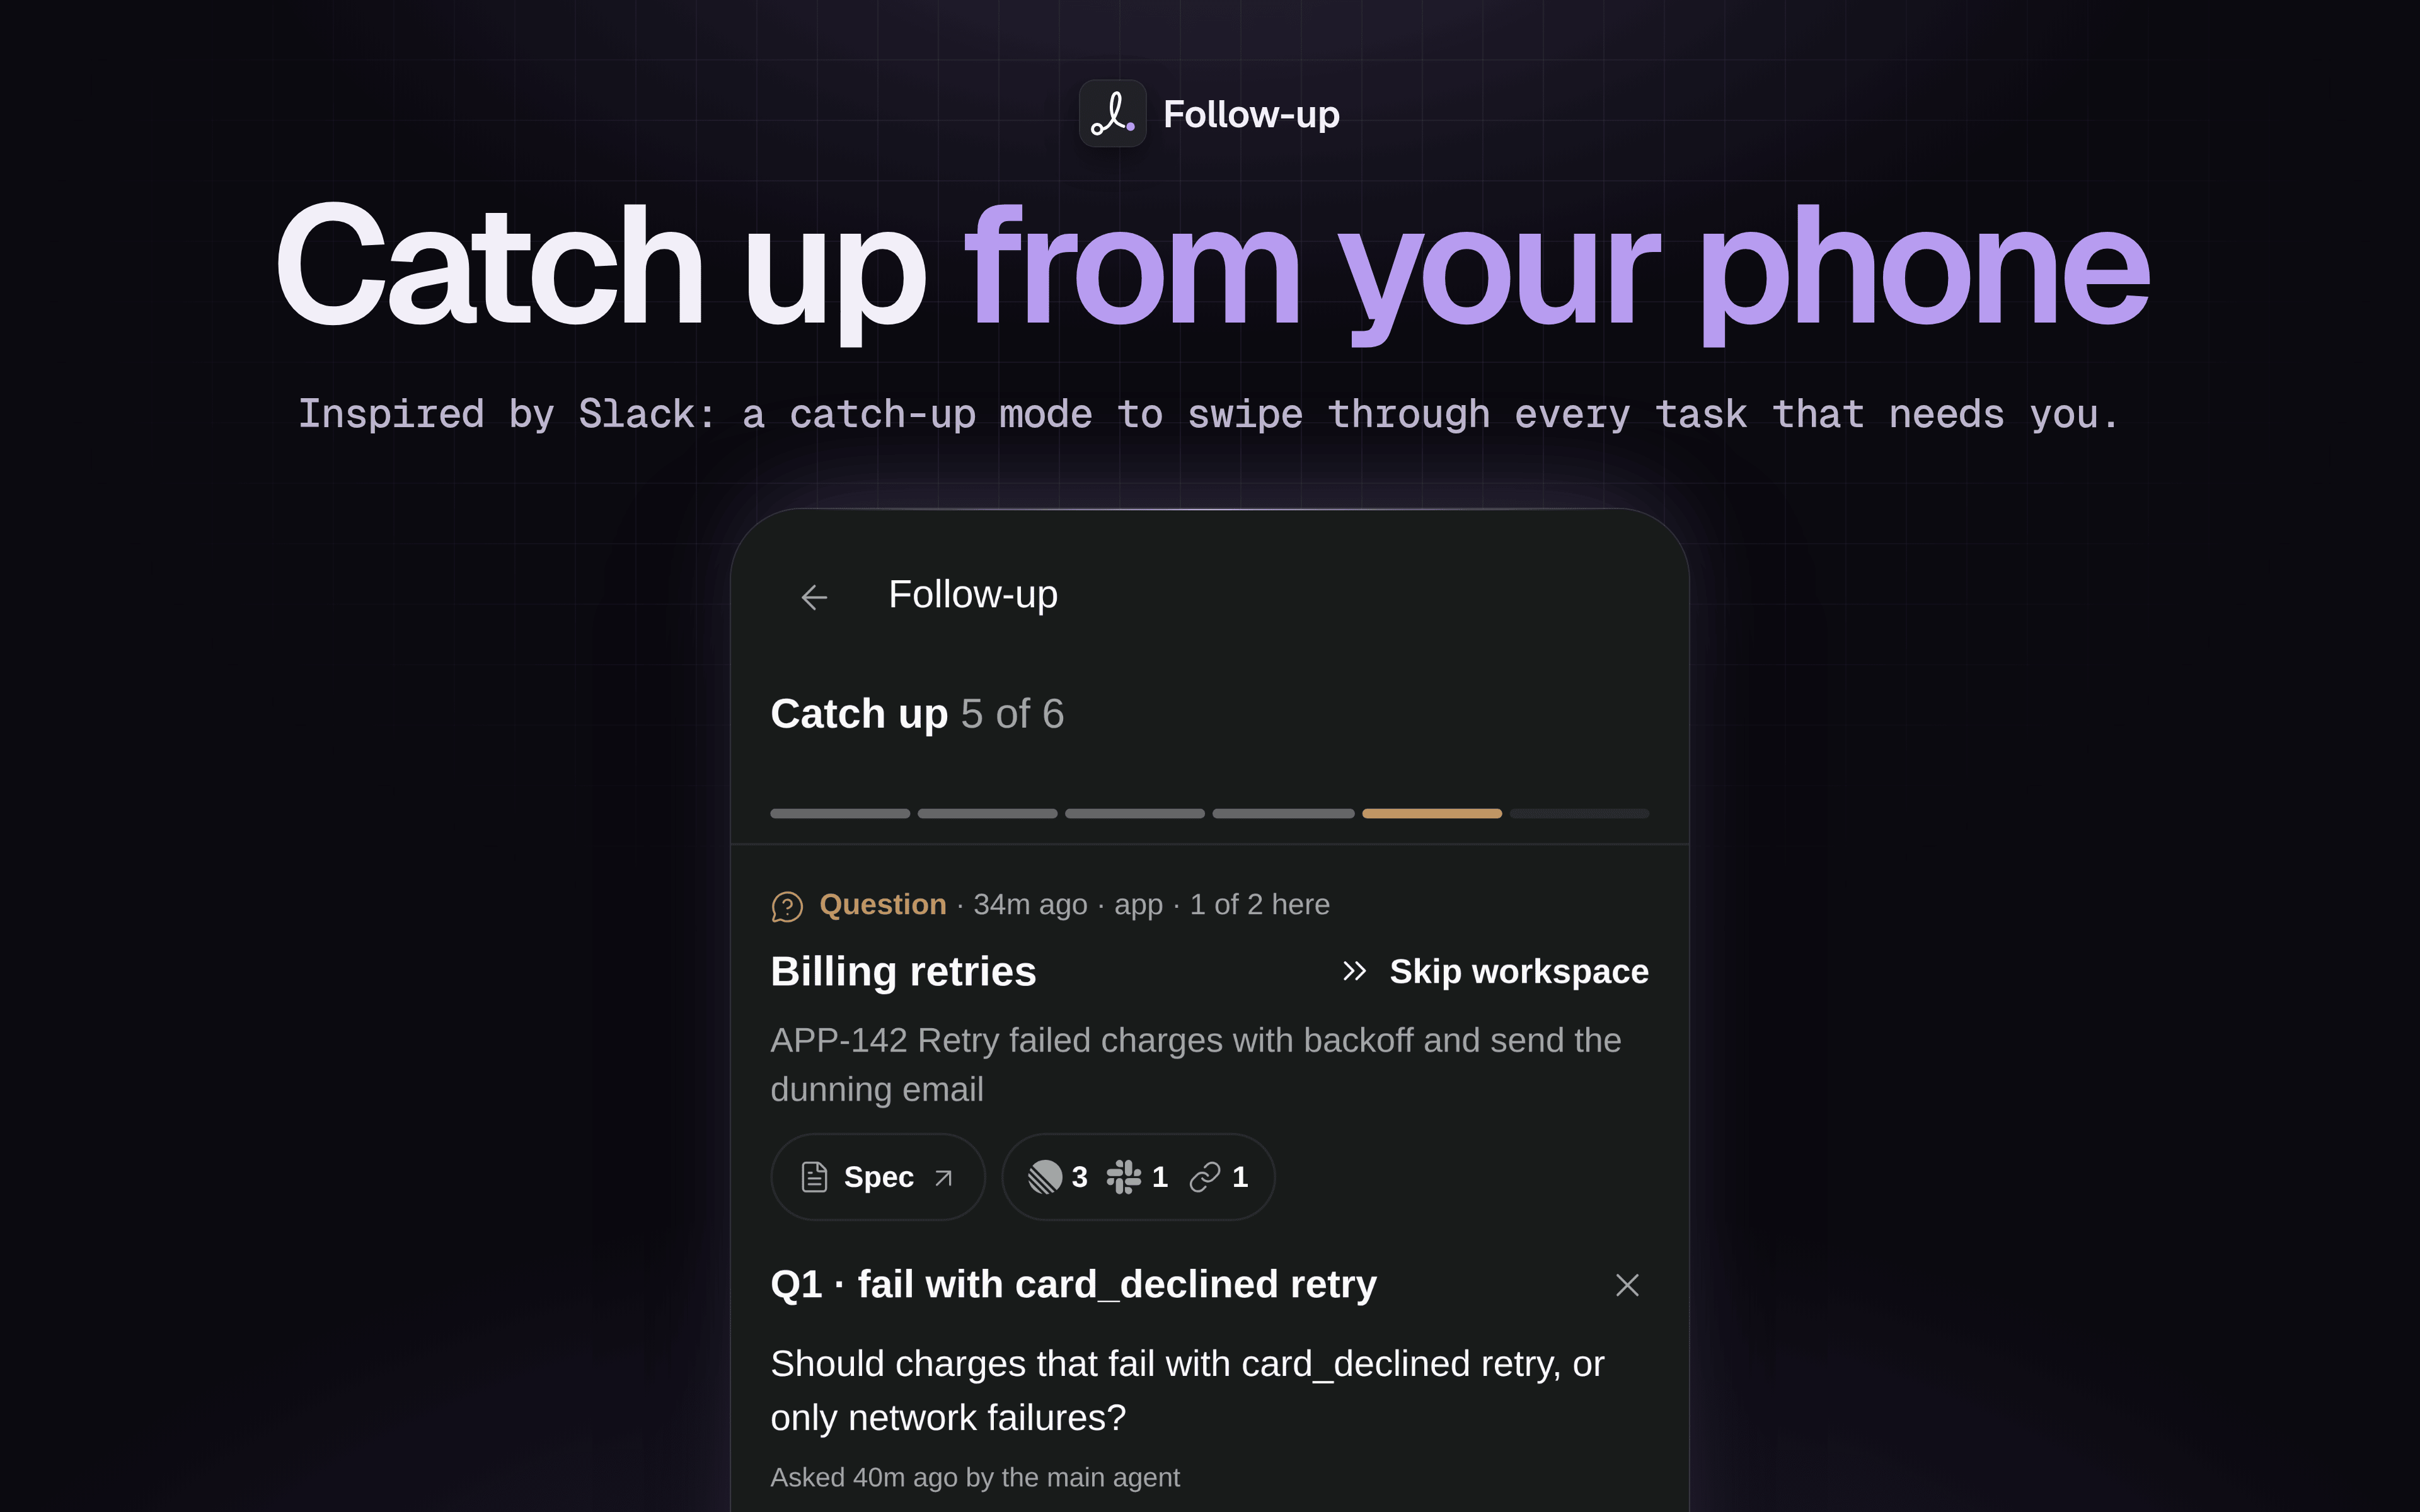 Follow-up
Catch up from your phone
Inspired by Slack: a catch-up mode to swipe through every task that needs you.
Follow-up
Catch up 5 of 6
Question · 34m ago · app · 1 of 2 here
Billing retries
Skip workspace
APP-142 Retry failed charges with backoff and send the
dunning email
Spec
3 1 1
Q1 · fail with card_declined retry
Should charges that fail with card_declined retry, or
only network failures?
Asked 40m ago by the main agent